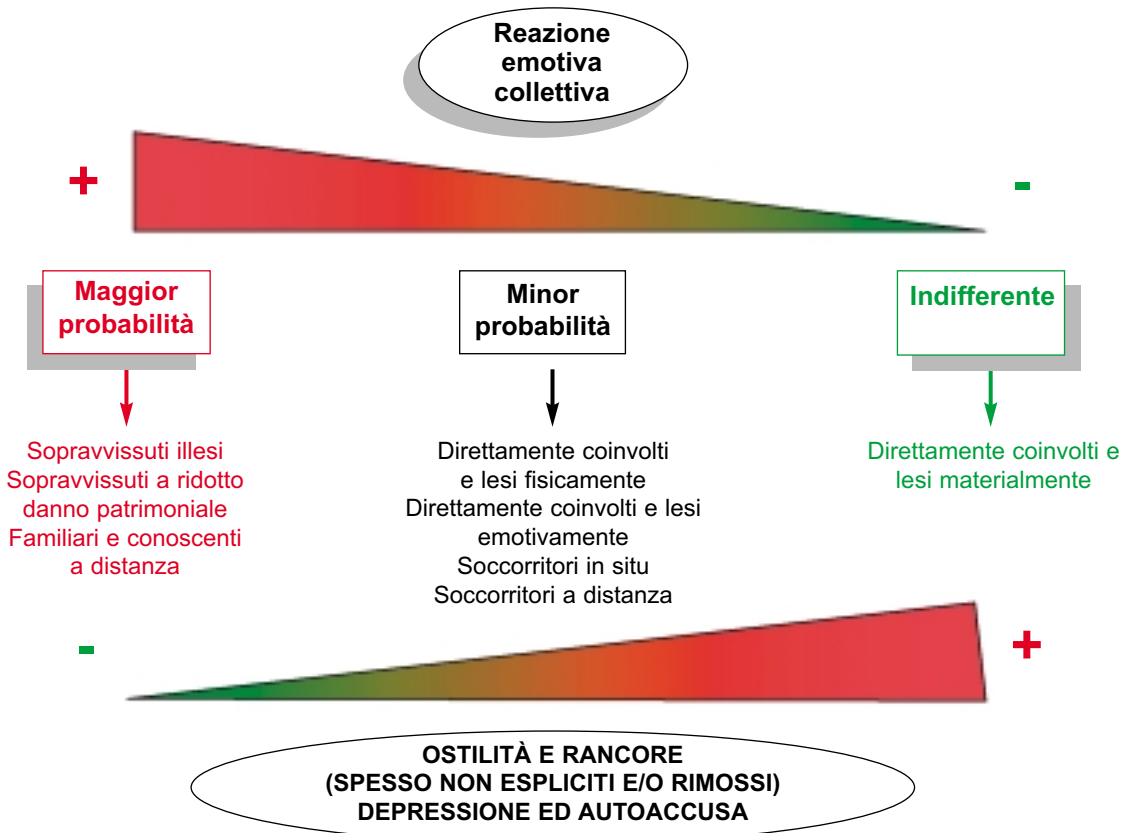 Reazione
emotiva
collettiva
+
-
Maggior
probabilità
Minor
probabilità
Indifferente
Sopravvissuti illesi
Sopravvissuti a ridotto
danno patrimoniale
Familiari e conoscenti
a distanza
Direttamente coinvolti
e lesi fisicamente
Direttamente coinvolti e lesi
emotivamente
Soccorritori in situ
Soccorritori a distanza
Direttamente coinvolti e
lesi materialmente
-
+
OSTILITÀ E RANCORE
(SPESSO NON ESPLICITI E/O RIMOSSI)
DEPRESSIONE ED AUTOACCUSA